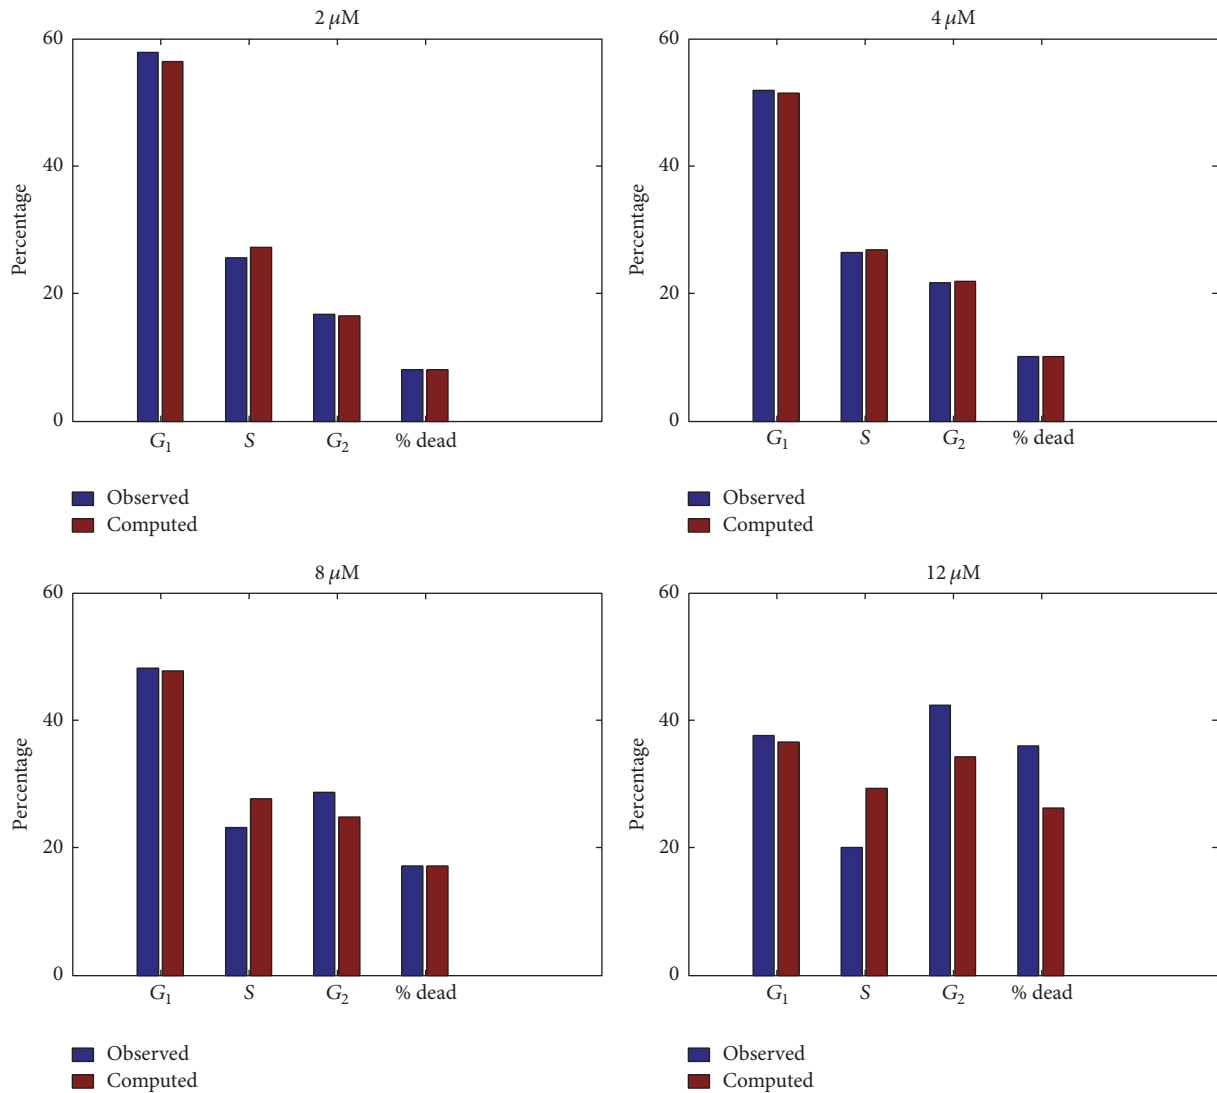 2 μM
60
40
20
0
Percentage
G₁ S G₂ % dead
Observed
Computed
4 μM
60
40
20
0
Percentage
G₁ S G₂ % dead
Observed
Computed
8 μM
60
40
20
0
Percentage
G₁ S G₂ % dead
Observed
Computed
12 μM
60
40
20
0
Percentage
G₁ S G₂ % dead
Observed
Computed